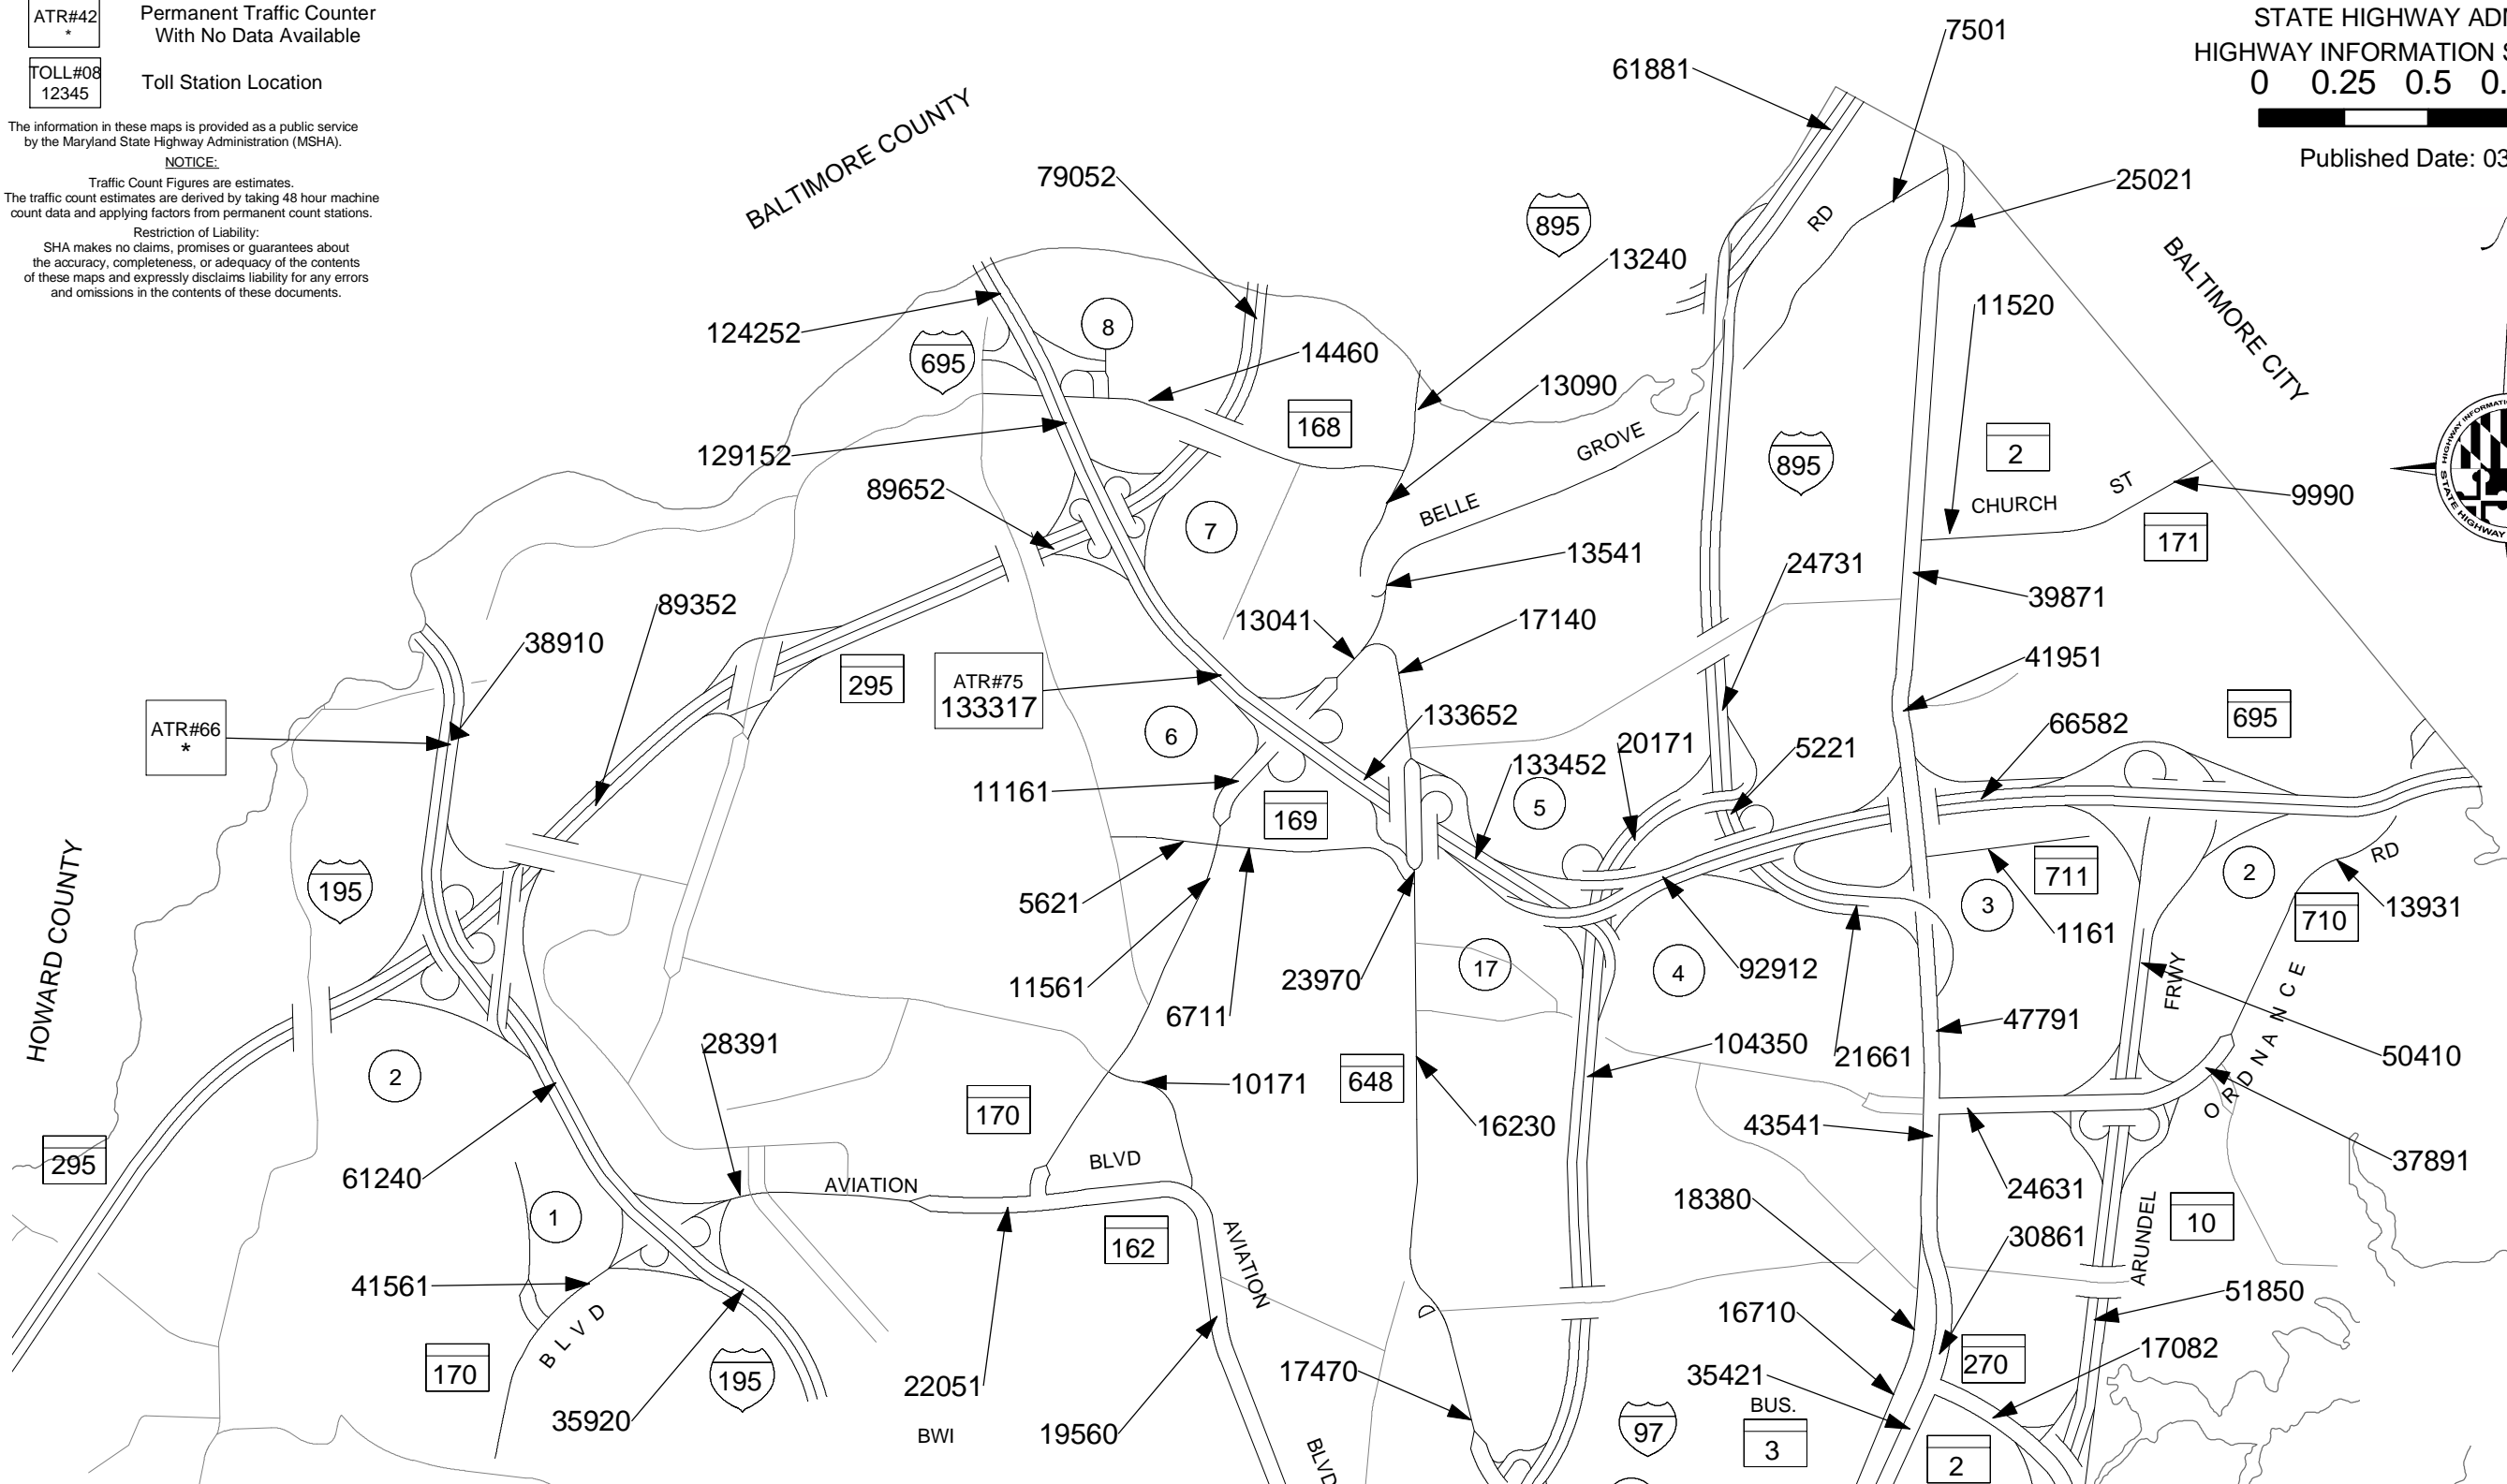 ATR#42
*
Permanent Traffic Counter
With No Data Available
TOLL#08
12345
Toll Station Location
The information in these maps is provided as a public service
by the Maryland State Highway Administration (MSHA).
NOTICE:
Traffic Count Figures are estimates.
The traffic count estimates are derived by taking 48 hour machine
count data and applying factors from permanent count stations.
Restriction of Liability:
SHA makes no claims, promises or guarantees about
the accuracy, completeness, or adequacy of the contents
of these maps and expressly disclaims liability for any errors
and omissions in the contents of these documents.
STATE HIGHWAY ADM
HIGHWAY INFORMATION S
0 0.25 0.5 0.
Published Date: 03
7501
61881
BALTIMORE COUNTY
79052
895
RD
25021
BALTIMORE CITY
13240
124252
8
695
14460
11520
13090
168
129152
GROVE
895
2
89652
7
BELLE
CHURCH
ST
9990
171
HIGHWAY INFORMATI
STATE HIGHWAY
13541
24731
89352
13041
17140
39871
38910
295
ATR#75
133317
41951
ATR#66
*
6
133652
20171
5221
66582
695
133452
11161
5
169
HOWARD COUNTY
195
5621
711
2
RD
3
710
13931
1161
11561
6711
23970
17
4
92912
FRWY
47791
28391
104350
21661
50410
2
10171
648
ORDNANCE
170
16230
43541
37891
295
61240
AVIATION
BLVD
24631
18380
1
162
AVIATION
30861
10
ARUNDEL
41561
51850
16710
BLVD
17082
170
195
22051
17470
35421
270
35920
BWI
19560
BLVD
97
BUS.
3
2